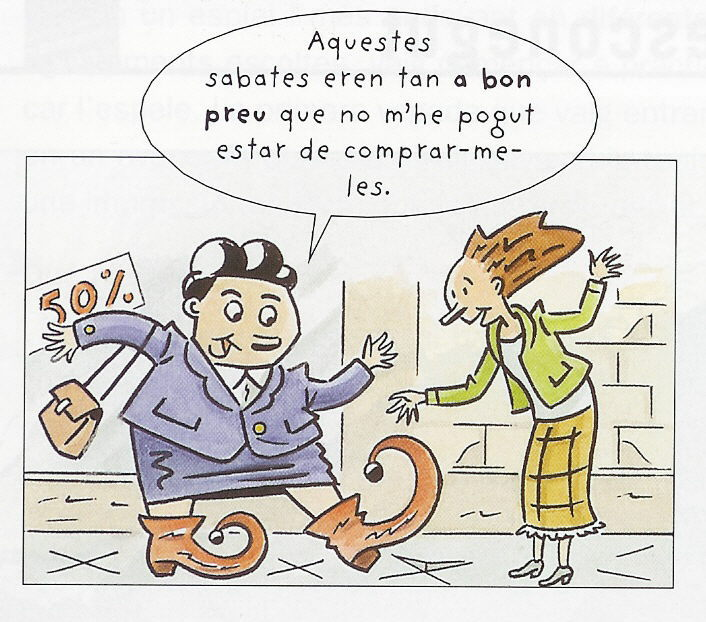 Aquestes
sabates eren tan a bon
preu que no m'he pogut
estar de comprar-me-
les.
50%